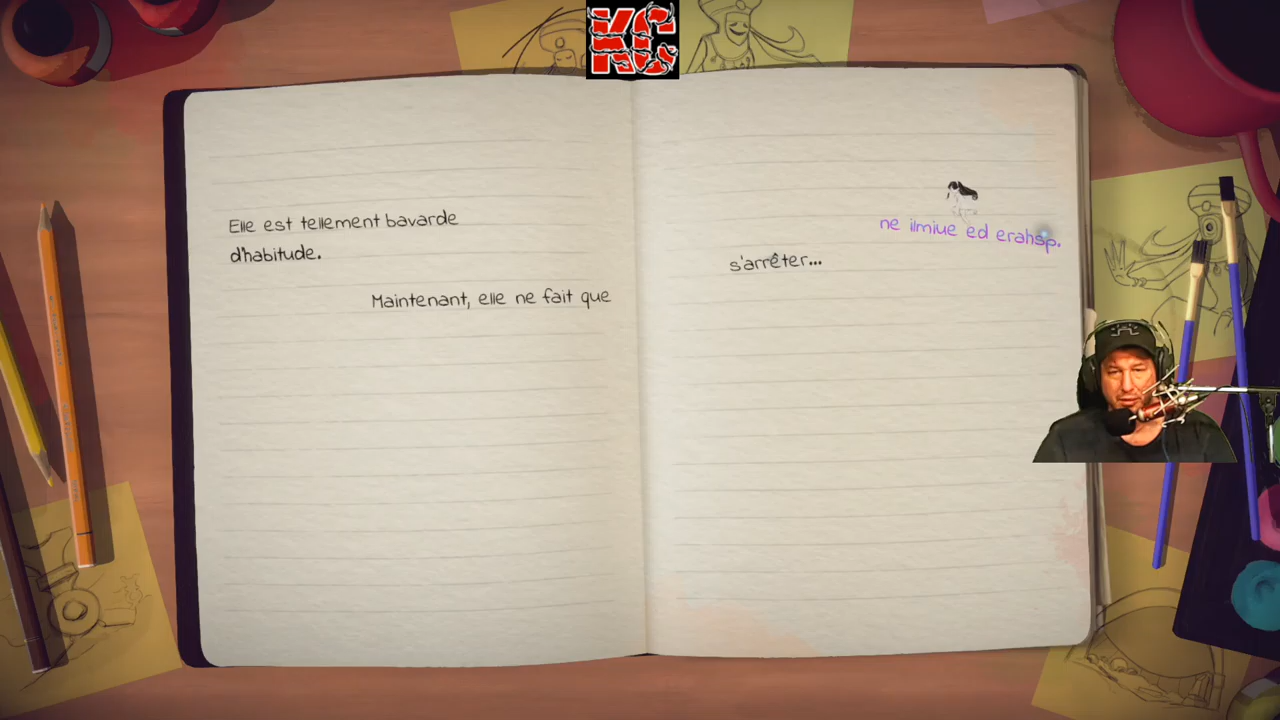 KC
Elle est tellement bavarde
d'habitude.
Maintenant, elle ne fait que
ne ilmiue ed erahsp.
s'arrêter...